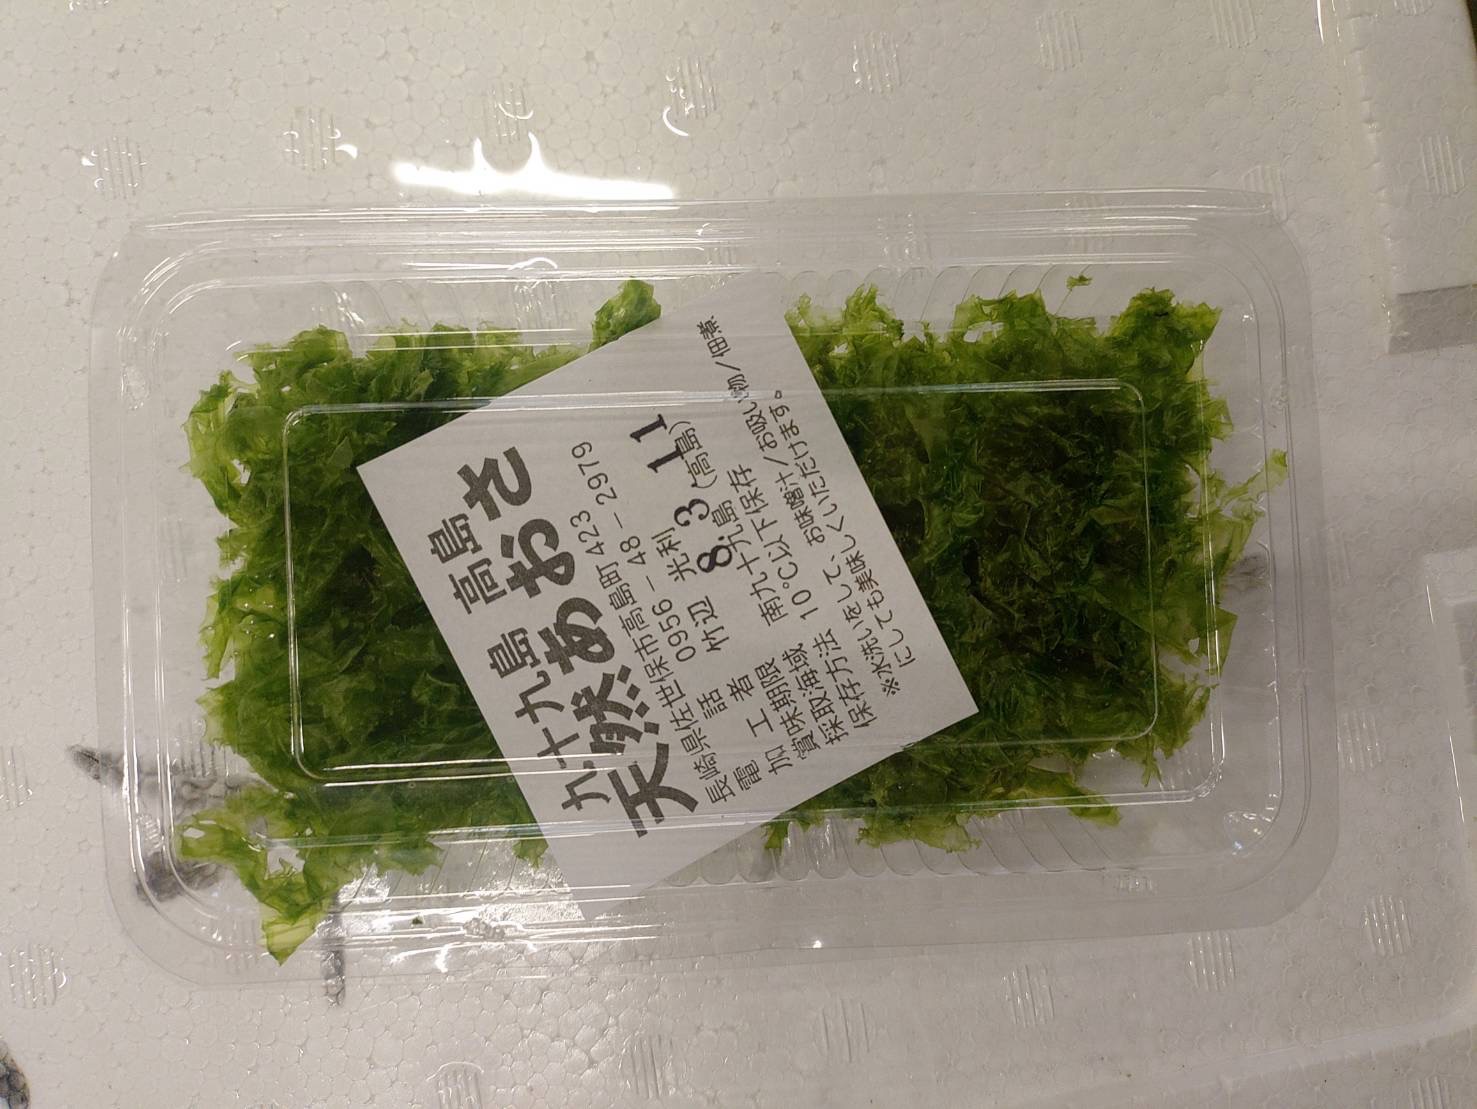 九十九島 高島
天然あおさ
長崎県佐世保市高島町 423
電話 0956－48－2979
加工者 竹辺 光利
賞味期限 8.3.11
採取海域 南九十九島(高島)
保存方法 10℃以下保存
※水洗いをして、お味噌汁/お吸い物/佃煮
にしても美味しくいただけます。